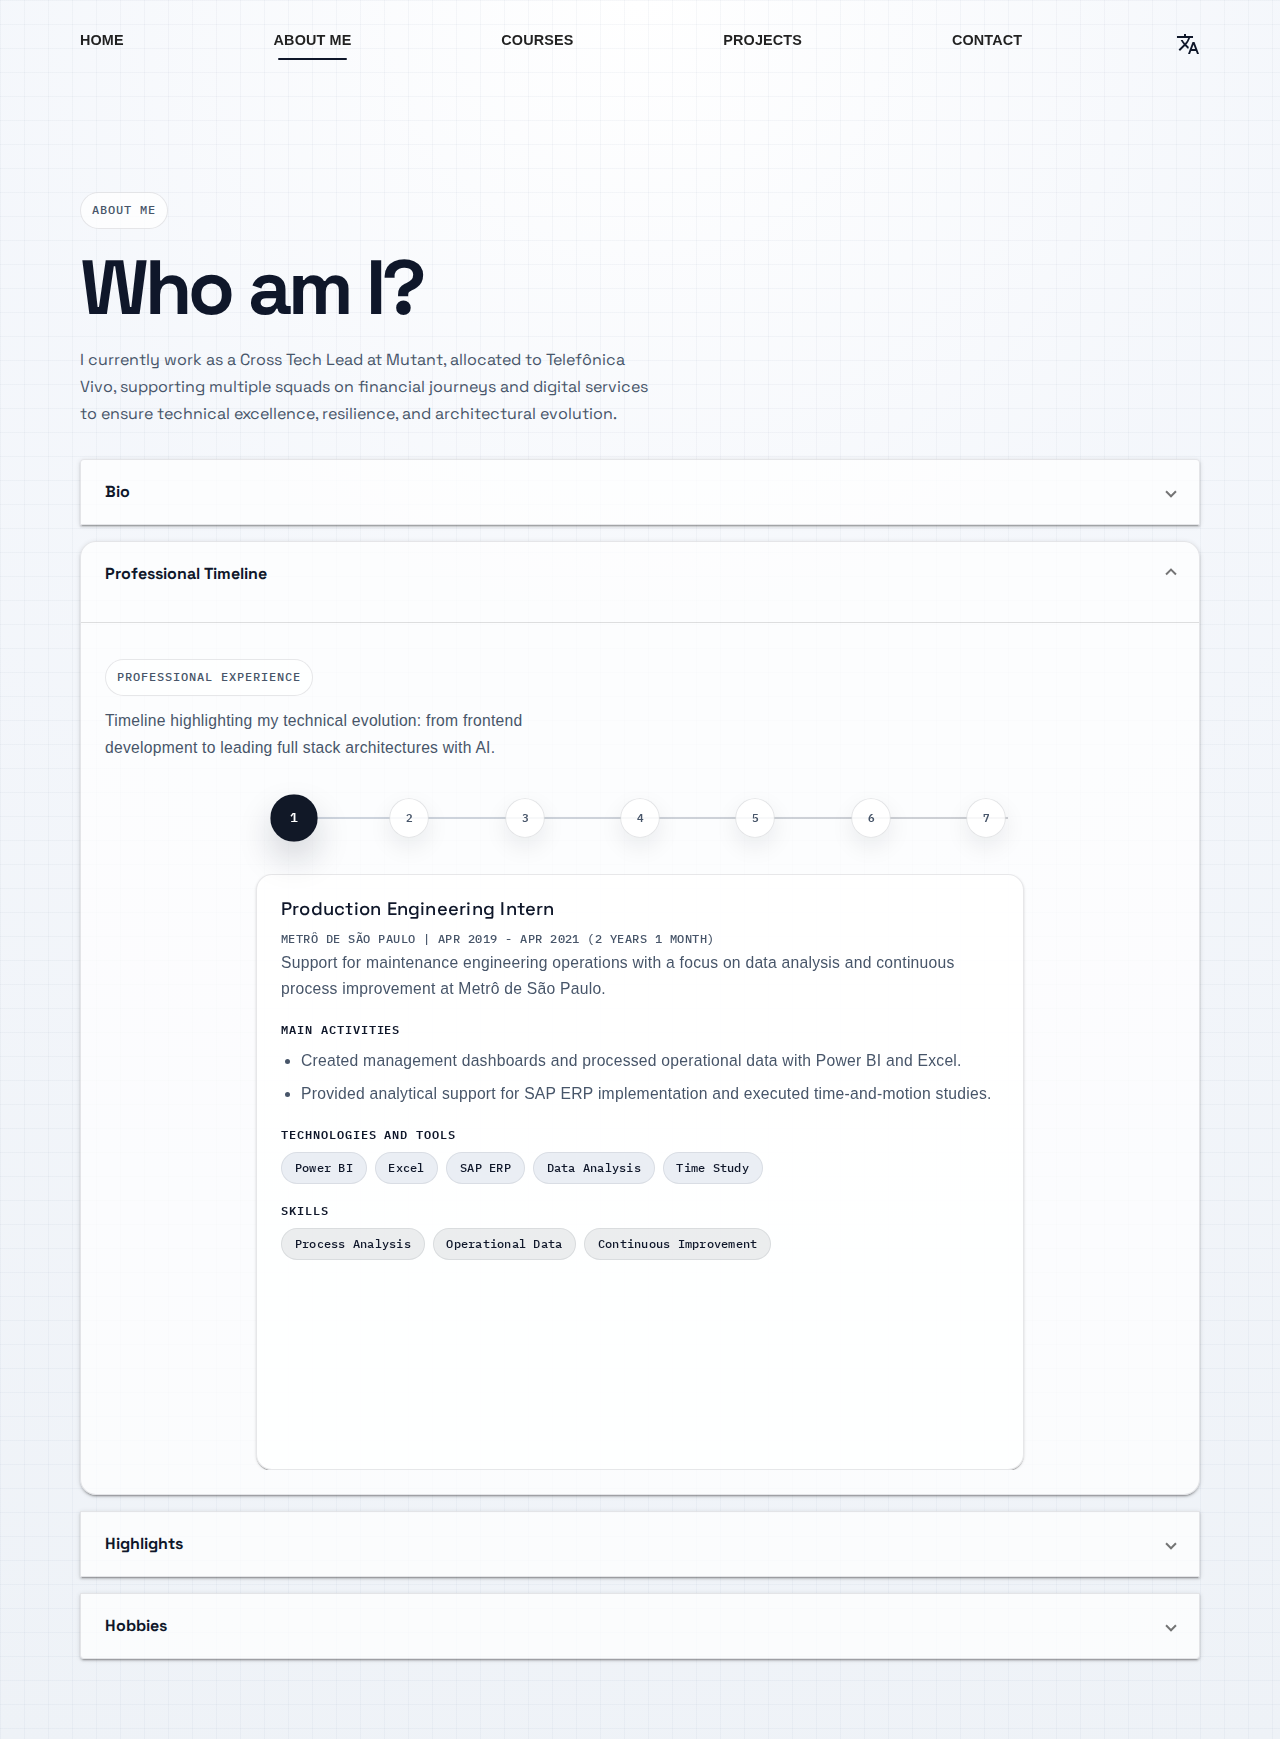 HOME
ABOUT ME
COURSES
PROJECTS
CONTACT
ABOUT ME
Who am I?
I currently work as a Cross Tech Lead at Mutant, allocated to Telefônica
Vivo, supporting multiple squads on financial journeys and digital services
to ensure technical excellence, resilience, and architectural evolution.
Bio
Professional Timeline
PROFESSIONAL EXPERIENCE
Timeline highlighting my technical evolution: from frontend
development to leading full stack architectures with AI.
1
2
3
4
5
6
7
Production Engineering Intern
METRÔ DE SÃO PAULO | APR 2019 - APR 2021 (2 YEARS 1 MONTH)
Support for maintenance engineering operations with a focus on data analysis and continuous
process improvement at Metrô de São Paulo.
MAIN ACTIVITIES
• Created management dashboards and processed operational data with Power BI and Excel.
• Provided analytical support for SAP ERP implementation and executed time-and-motion studies.
TECHNOLOGIES AND TOOLS
Power BI
Excel
SAP ERP
Data Analysis
Time Study
SKILLS
Process Analysis
Operational Data
Continuous Improvement
Highlights
Hobbies